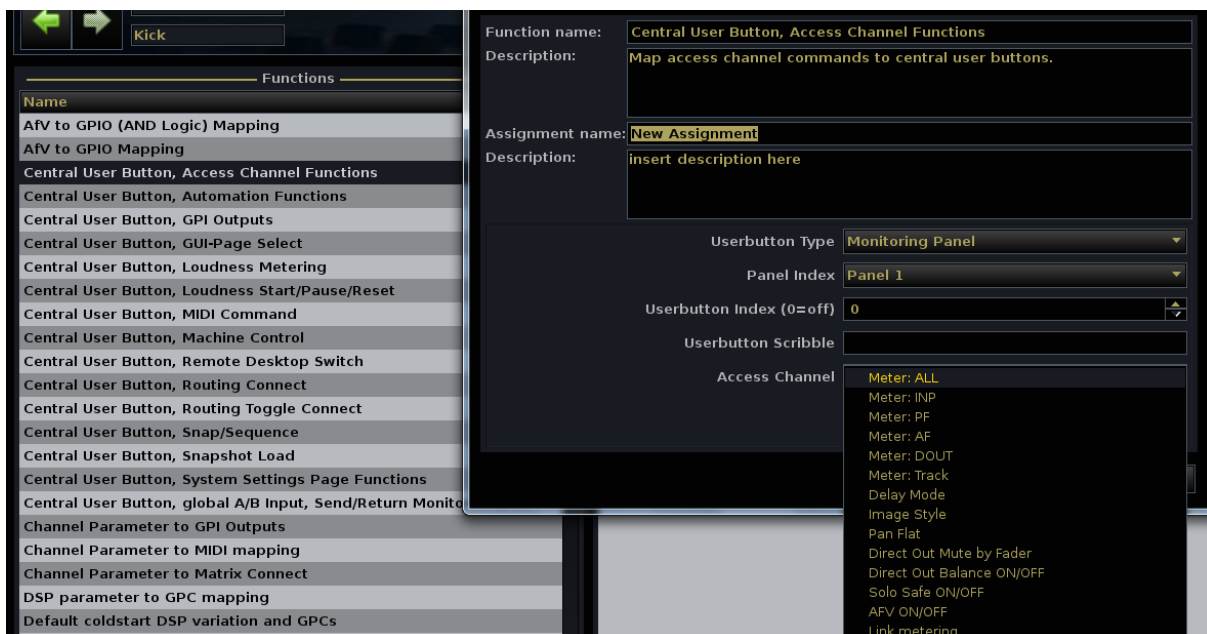 Kick
Functions
Name
AfV to GPIO (AND Logic) Mapping
AfV to GPIO Mapping
Central User Button, Access Channel Functions
Central User Button, Automation Functions
Central User Button, GPI Outputs
Central User Button, GUI-Page Select
Central User Button, Loudness Metering
Central User Button, Loudness Start/Pause/Reset
Central User Button, MIDI Command
Central User Button, Machine Control
Central User Button, Remote Desktop Switch
Central User Button, Routing Connect
Central User Button, Routing Toggle Connect
Central User Button, Snap/Sequence
Central User Button, Snapshot Load
Central User Button, System Settings Page Functions
Central User Button, global A/B Input, Send/Return Monito
Channel Parameter to GPI Outputs
Channel Parameter to MIDI mapping
Channel Parameter to Matrix Connect
DSP parameter to GPC mapping
Default coldstart DSP variation and GPCs
Function name: Central User Button, Access Channel Functions
Description: Map access channel commands to central user buttons.
Assignment name: New Assignment
Description: insert description here
Userbutton Type Monitoring Panel
Panel Index Panel 1
Userbutton Index (0=off) 0
Userbutton Scribble
Access Channel
Meter: ALL
Meter: INP
Meter: PF
Meter: AF
Meter: DOUT
Meter: Track
Delay Mode
Image Style
Pan Flat
Direct Out Mute by Fader
Direct Out Balance ON/OFF
Solo Safe ON/OFF
AFV ON/OFF
Link metering